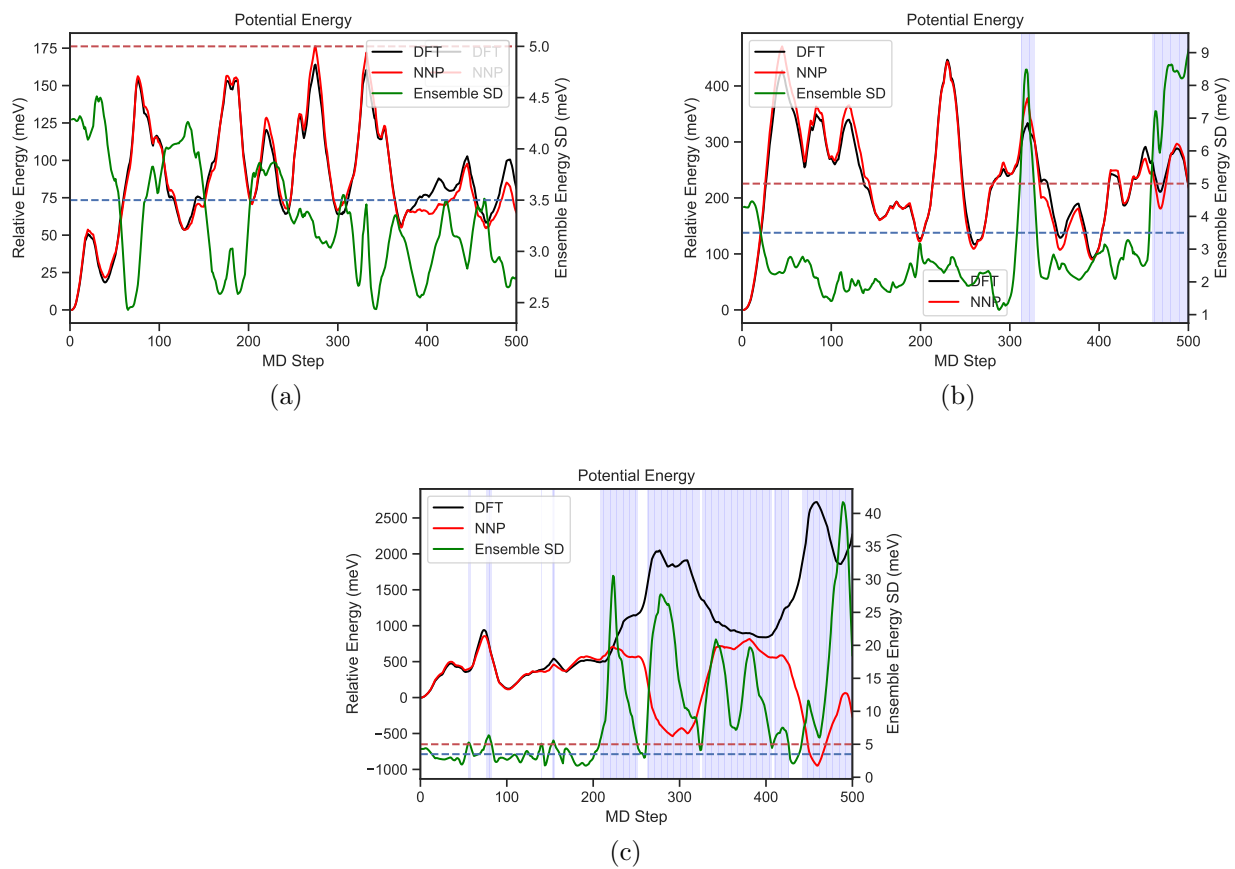 Potential Energy
175
150
125
100
75
50
25
0
Relative Energy (meV)
DFT
NNP
Ensemble SD
DFT
NNP
5.0
4.5
4.0
3.5
3.0
2.5
Ensemble Energy SD (meV)
0 100 200 300 400 500
MD Step
(a)
Potential Energy
400
300
200
100
0
Relative Energy (meV)
DFT
NNP
Ensemble SD
DFT
NNP
9
8
7
6
5
4
3
2
1
Ensemble Energy SD (meV)
0 100 200 300 400 500
MD Step
(b)
Potential Energy
2500
2000
1500
1000
500
0
−500
−1000
Relative Energy (meV)
DFT
NNP
Ensemble SD
40
35
30
25
20
15
10
5
0
Ensemble Energy SD (meV)
0 100 200 300 400 500
MD Step
(c)